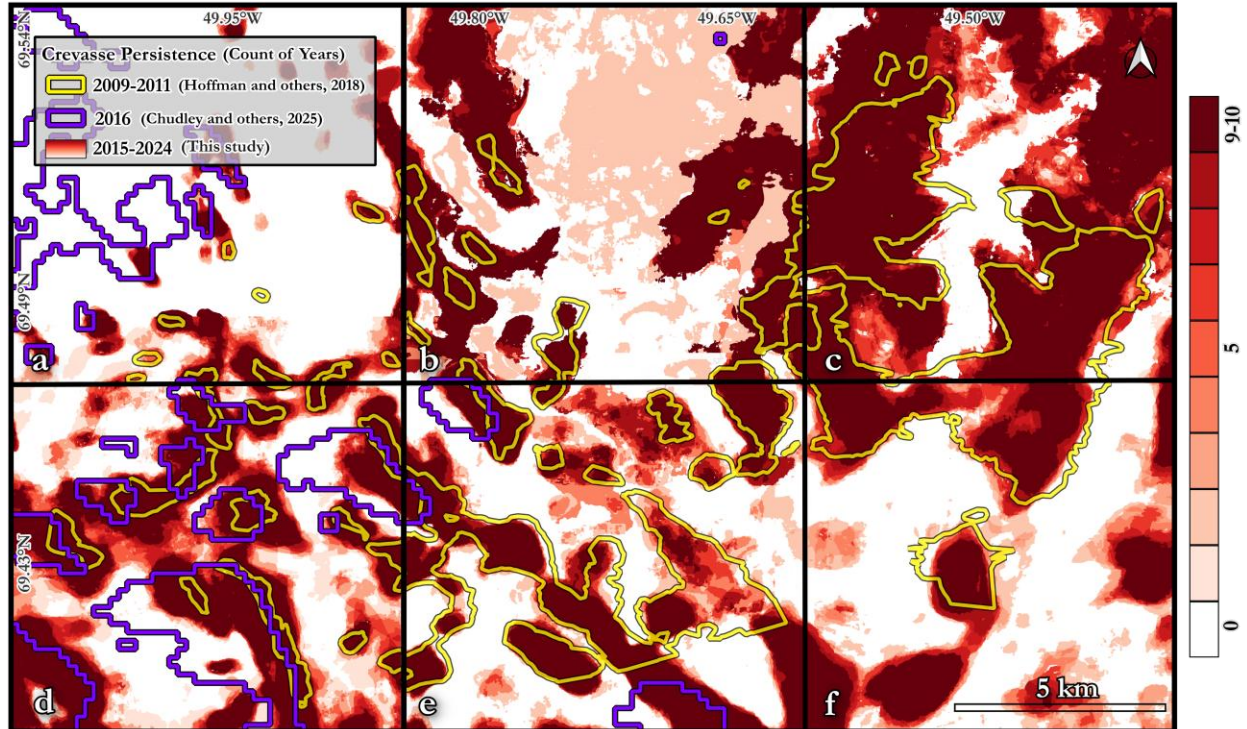 49.95°W 49.80°W 49.65°W 49.50°W
69.54°N
Crevasse Persistence (Count of Years)
2009-2011 (Hoffman and others, 2018)
2016 (Chudley and others, 2025)
2015-2024 (This study)
9-10
69.49°N
5
a b c
69.43°N
0
5 km
d e f